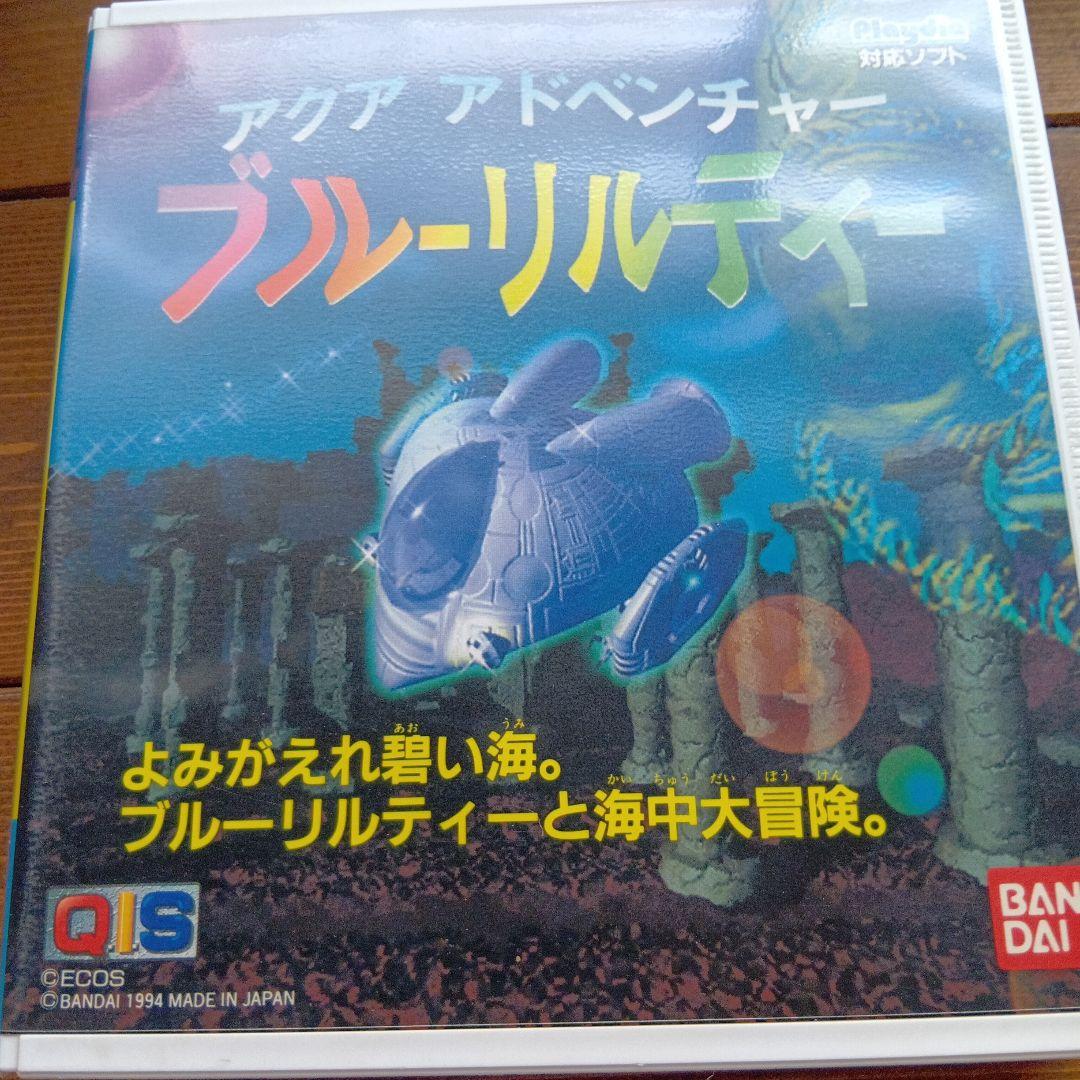 Playdia
対応ソフト
アクア アドベンチャー
ブルーリルティー
よみがえれ碧い海。
あお うみ
ブルーリルティーと海中大冒険。
かい ちゅう だい ぼう けん
Q.I.S
©ECOS
©BANDAI 1994 MADE IN JAPAN
BAN
DAI